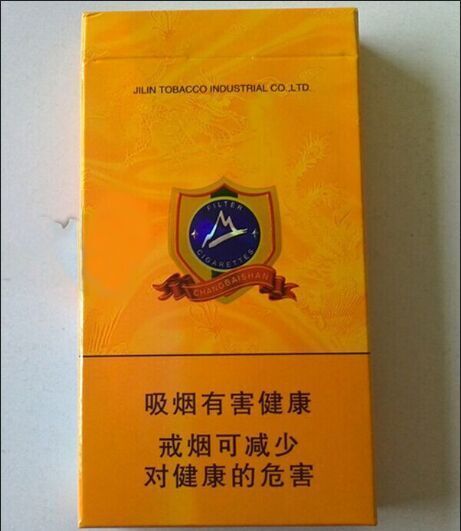 JILIN TOBACCO INDUSTRIAL CO.,LTD.
FILTER
CIGARETTES
CHANGBAISHAN
吸烟有害健康
戒烟可减少
对健康的危害